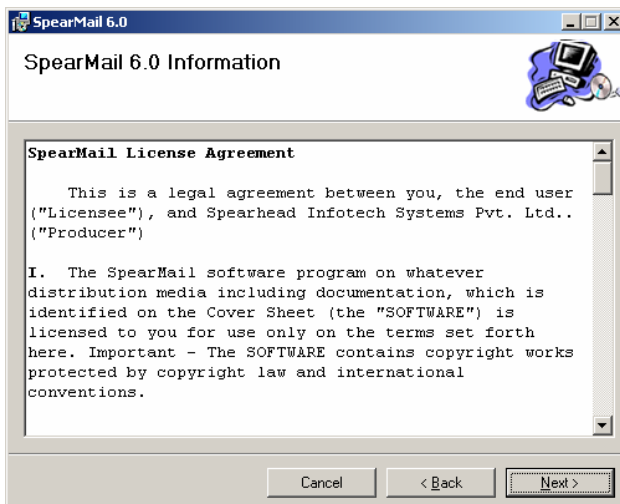 SpearMail 6.0
SpearMail 6.0 Information
SpearMail License Agreement
This is a legal agreement between you, the end user
("Licensee"), and Spearhead Infotech Systems Pvt. Ltd..
("Producer")
I.  The SpearMail software program on whatever
distribution media including documentation, which is
identified on the Cover Sheet (the "SOFTWARE") is
licensed to you for use only on the terms set forth
here. Important - The SOFTWARE contains copyright works
protected by copyright law and international
conventions.
Cancel
< Back
Next >